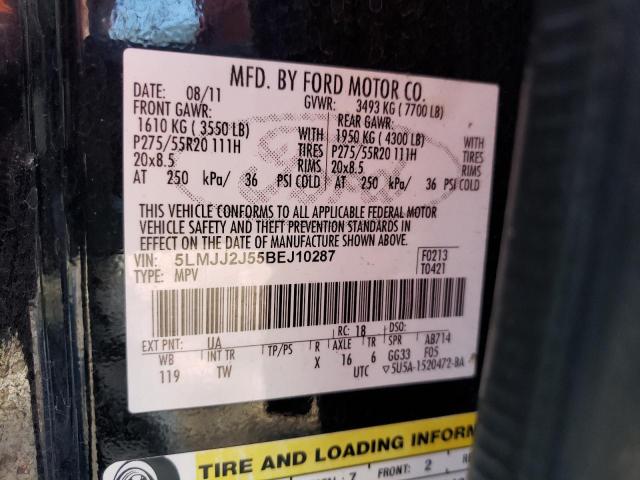 MFD. BY FORD MOTOR CO.
DATE: 08/11 GVWR: 3493 KG ( 7700 LB)
FRONT GAWR: REAR GAWR:
1610 KG ( 3550 LB) WITH 1950 KG ( 4300 LB) WITH
P275/55R20 111H TIRES P275/55R20 111H TIRES
20x8.5 RIMS 20x8.5 RIMS
AT 250 kPa/ 36 PSI COLD AT 250 kPa/ 36 PSI COLD
THIS VEHICLE CONFORMS TO ALL APPLICABLE FEDERAL MOTOR
VEHICLE SAFETY AND THEFT PREVENTION STANDARDS IN
EFFECT ON THE DATE OF MANUFACTURE SHOWN ABOVE.
VIN: 5LMJJ2J55BEJ10287 F0213
TYPE: MPV T0421
EXT PNT: UA RC: 18 DSO:
WB INT TR TP/PS R AXLE TR SPR AB714
119 TW X 16 6 GG33 F05
UTC ▽5U5A-1520472-BA
TIRE AND LOADING INFORM
7 FRONT: 2